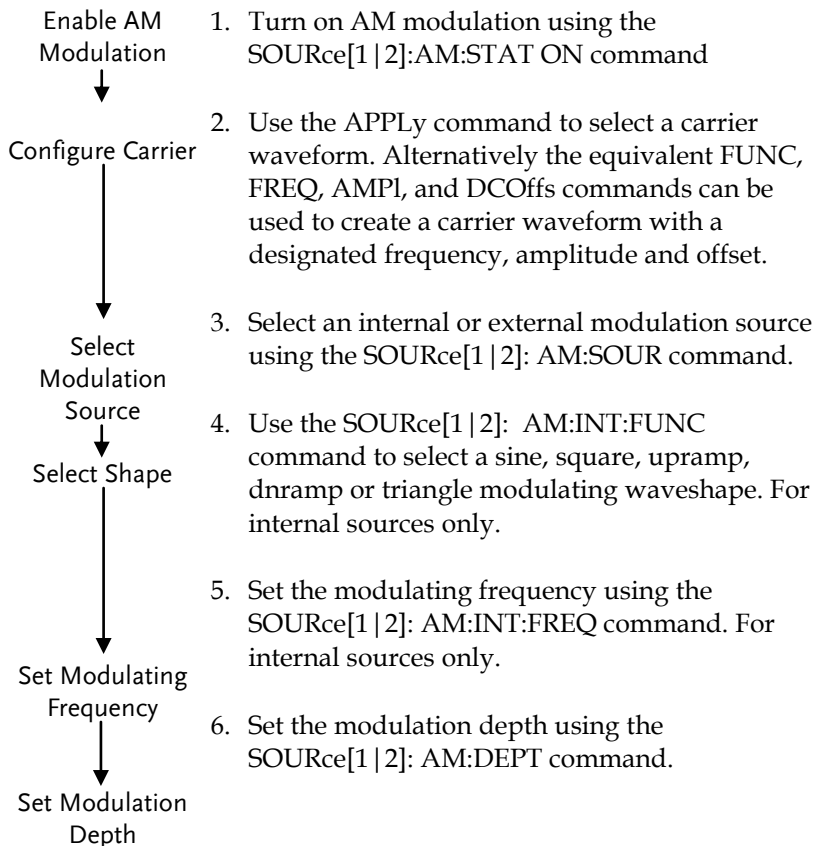 Enable AM
Modulation
1. Turn on AM modulation using the
SOURce[1|2]:AM:STAT ON command
Configure Carrier
2. Use the APPLy command to select a carrier
waveform. Alternatively the equivalent FUNC,
FREQ, AMPl, and DCOffs commands can be
used to create a carrier waveform with a
designated frequency, amplitude and offset.
Select
Modulation
Source
3. Select an internal or external modulation source
using the SOURce[1|2]: AM:SOUR command.
Select Shape
4. Use the SOURce[1|2]: AM:INT:FUNC
command to select a sine, square, upramp,
dnramp or triangle modulating waveshape. For
internal sources only.
Set Modulating
Frequency
5. Set the modulating frequency using the
SOURce[1|2]: AM:INT:FREQ command. For
internal sources only.
Set Modulation
Depth
6. Set the modulation depth using the
SOURce[1|2]: AM:DEPT command.